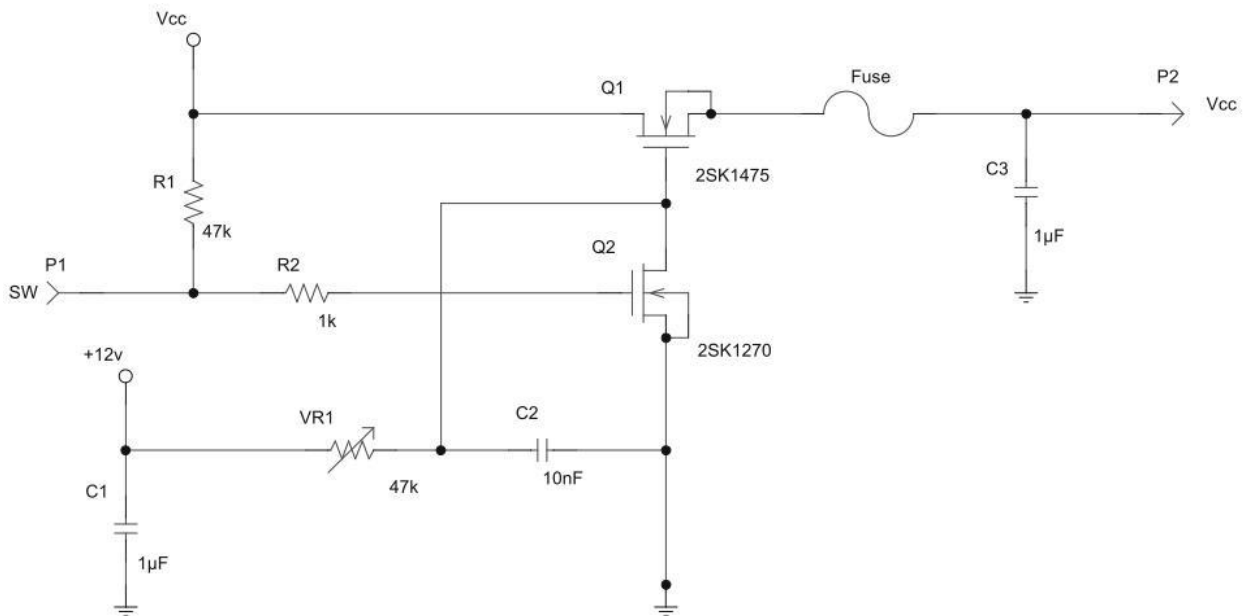 Vcc
Q1
Fuse
P2
Vcc
2SK1475
C3
1µF
R1
47k
Q2
P1
SW
R2
1k
2SK1270
+12v
VR1
47k
C2
10nF
C1
1µF